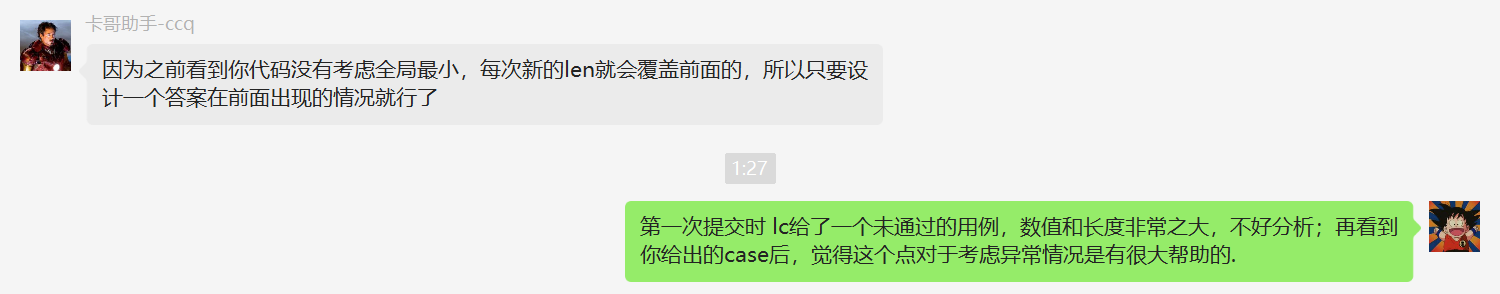 卡哥助手-ccq
因为之前看到你代码没有考虑全局最小，每次新的len就会覆盖前面的，所以只要设
计一个答案在前面出现的情况就行了
1:27
第一次提交时 lc给了一个未通过的用例，数值和长度非常之大，不好分析；再看到
你给出的case后，觉得这个点对于考虑异常情况是有很大帮助的.